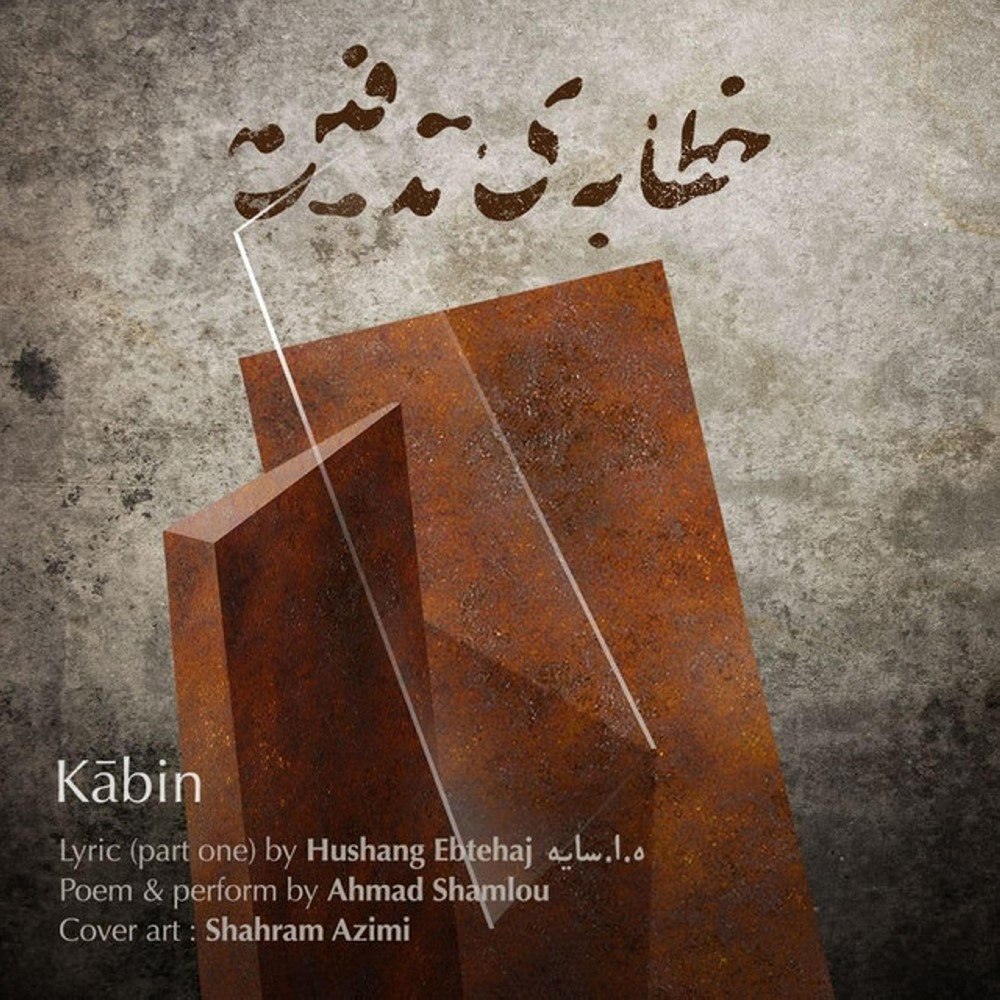 خطابه‌ی تدفین
Kābin
Lyric (part one) by Hushang Ebtehaj ه.ا.سایه
Poem & perform by Ahmad Shamlou
Cover art : Shahram Azimi